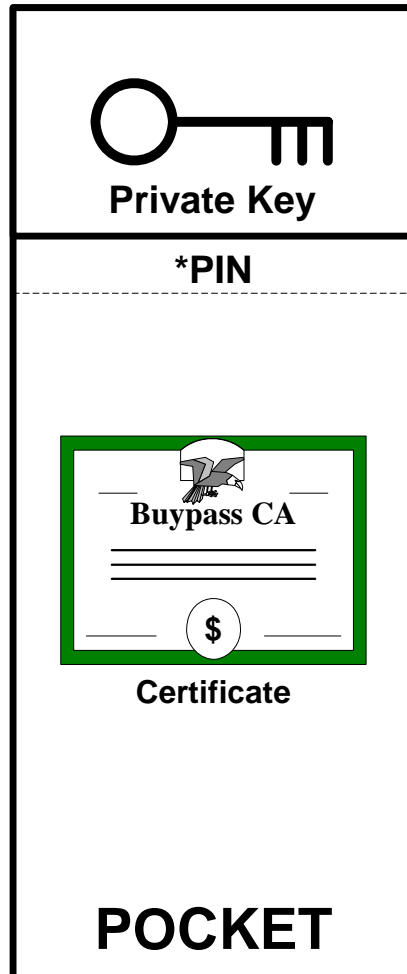 Private Key
*PIN
Buypass CA
$
Certificate
POCKET